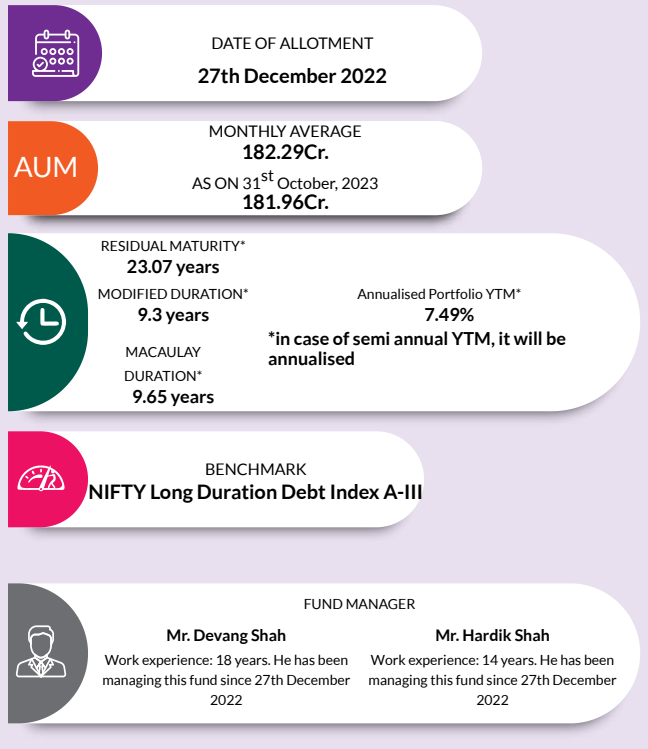 DATE OF ALLOTMENT
27th December 2022
AUM
MONTHLY AVERAGE
182.29Cr.
AS ON 31st October, 2023
181.96Cr.
RESIDUAL MATURITY*
23.07 years
MODIFIED DURATION*
9.3 years
MACAULAY
DURATION*
9.65 years
Annualised Portfolio YTM*
7.49%
*in case of semi annual YTM, it will be
annualised
BENCHMARK
NIFTY Long Duration Debt Index A-III
FUND MANAGER
Mr. Devang Shah
Work experience: 18 years. He has been
managing this fund since 27th December
2022
Mr. Hardik Shah
Work experience: 14 years. He has been
managing this fund since 27th December
2022